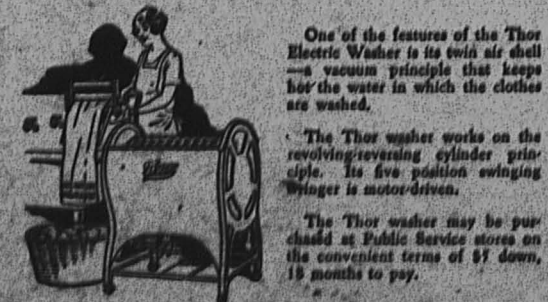 One of the features of the Thor
Electric Washer is its twin air shell
—a vacuum principle that keeps
hot the water in which the clothes
are washed.
The Thor washer works on the
revolving-reversing cylinder prin-
ciple. Its five position swinging
wringer is motor-driven.
The Thor washer may be pur-
chased at Public Service stores on
the convenient terms of $5 down,
18 months to pay.